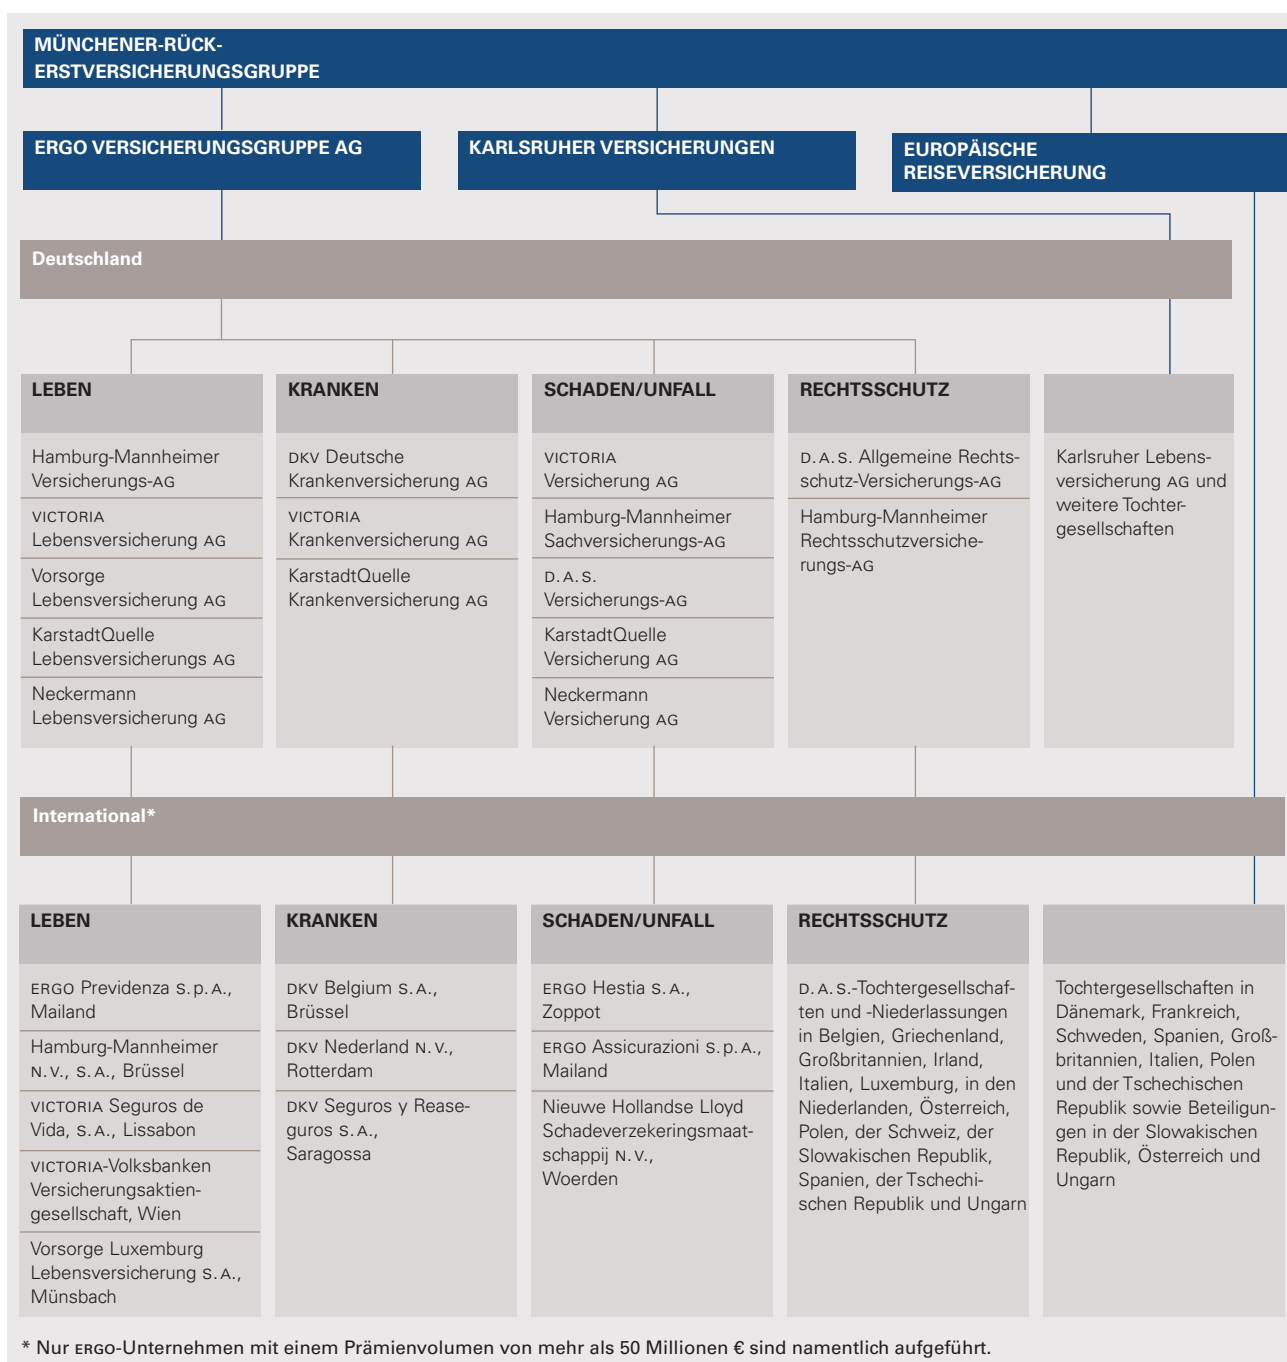 MÜNCHENER-RÜCK-
ERSTVERSICHERUNGSGRUPPE
ERGO VERSICHERUNGSGRUPPE AG
KARLSRUHER VERSICHERUNGEN
EUROPÄISCHE
REISEVERSICHERUNG
Deutschland
LEBEN
Hamburg-Mannheimer
Versicherungs-AG
VICTORIA
Lebensversicherung AG
Vorsorge
Lebensversicherung AG
KarstadtQuelle
Lebensversicherungs AG
Neckermann
Lebensversicherung AG
KRANKEN
DKV Deutsche
Krankenversicherung AG
VICTORIA
Krankenversicherung AG
KarstadtQuelle
Krankenversicherung AG
SCHADEN/UNFALL
VICTORIA
Versicherung AG
Hamburg-Mannheimer
Sachversicherungs-AG
D.A.S.
Versicherungs-AG
KarstadtQuelle
Versicherung AG
Neckermann
Versicherung AG
RECHTSSCHUTZ
D.A.S. Allgemeine Rechts-
schutz-Versicherungs-AG
Hamburg-Mannheimer
Rechtsschutzversiche-
rungs-AG
Karlsruher Lebens-
versicherung AG und
weitere Tochter-
gesellschaften
International*
LEBEN
ERGO Previdenza S.p.A.,
Mailand
Hamburg-Mannheimer
N.V., S.A., Brüssel
VICTORIA Seguros de
Vida, S.A., Lissabon
VICTORIA-Volksbanken
Versicherungsaktien-
gesellschaft, Wien
Vorsorge Luxemburg
Lebensversicherung S.A.,
Münsbach
KRANKEN
DKV Belgium S.A.,
Brüssel
DKV Nederland N.V.,
Rotterdam
DKV Seguros y Rease-
guros S.A.,
Saragossa
SCHADEN/UNFALL
ERGO Hestia S.A.,
Zoppot
ERGO Assicurazioni S.p.A.,
Mailand
Nieuwe Hollandse Lloyd
Schadeverzekeringsmaat-
schappij N.V.,
Woerden
RECHTSSCHUTZ
D.A.S.-Tochtergesellschaf-
ten und -Niederlassungen
in Belgien, Griechenland,
Großbritannien, Irland,
Italien, Luxemburg, in den
Niederlanden, Österreich,
Polen, der Schweiz, der
Slowakischen Republik,
Spanien, der Tschechi-
schen Republik und Ungarn
Tochtergesellschaften in
Dänemark, Frankreich,
Schweden, Spanien, Groß-
britannien, Italien, Polen
und der Tschechischen
Republik sowie Beteiligun-
gen in der Slowakischen
Republik, Österreich und
Ungarn
* Nur ERGO-Unternehmen mit einem Prämienvolumen von mehr als 50 Millionen € sind namentlich aufgeführt.